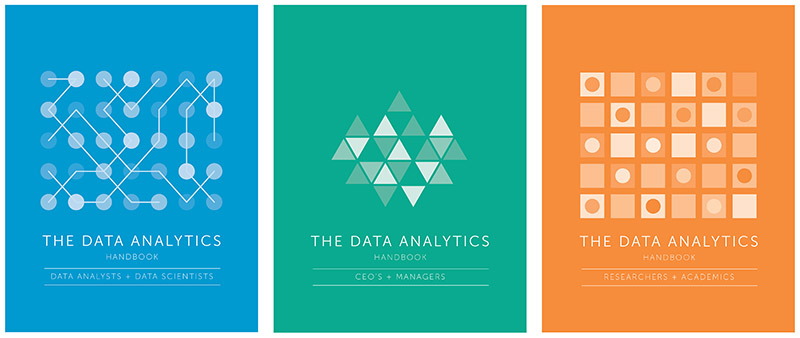 THE DATA ANALYTICS
HANDBOOK
DATA ANALYSTS + DATA SCIENTISTS
THE DATA ANALYTICS
HANDBOOK
CEO'S + MANAGERS
THE DATA ANALYTICS
HANDBOOK
RESEARCHERS + ACADEMICS